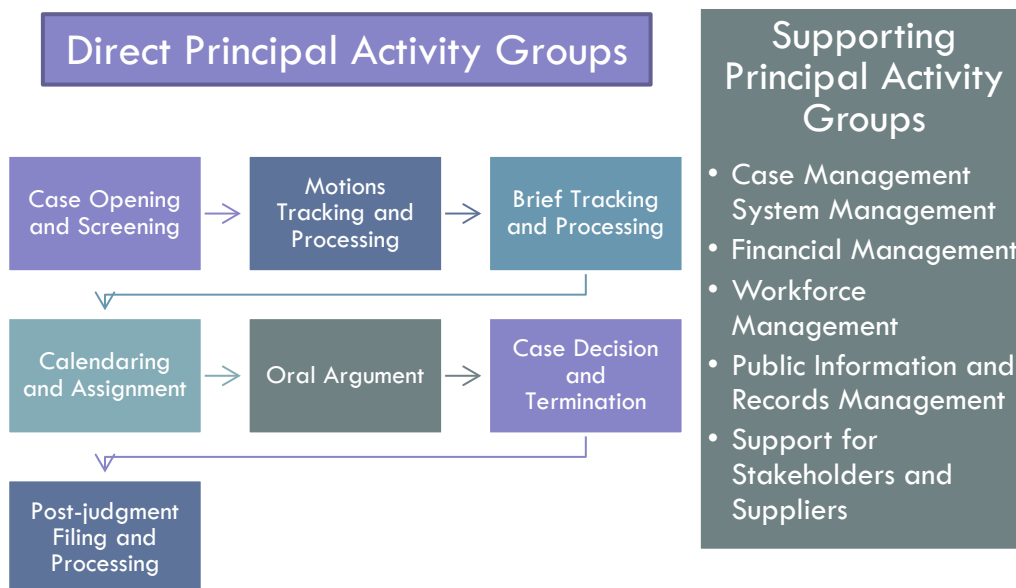 Direct Principal Activity Groups
Case Opening
and Screening
Motions
Tracking and
Processing
Brief Tracking
and Processing
Calendaring
and Assignment
Oral Argument
Case Decision
and
Termination
Post-judgment
Filing and
Processing
Supporting
Principal Activity
Groups
• Case Management
System Management
• Financial Management
• Workforce
Management
• Public Information and
Records Management
• Support for
Stakeholders and
Suppliers